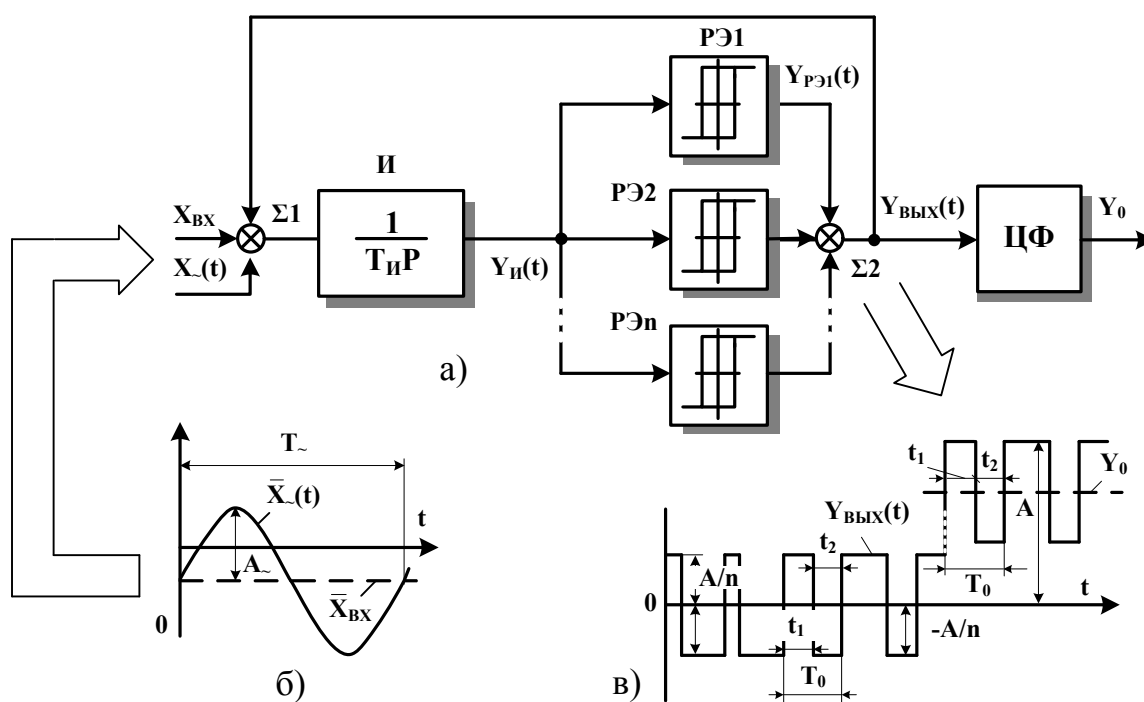 РЭ1
Y_РЭ1(t)
И
Σ1
1
T_ИP
X_ВХ
X_~(t)
Y_И(t)
РЭ2
Y_ВЫХ(t)
Σ2
ЦФ
Y_0
РЭn
а)
T_~
X̄_~(t)
t
A_~
X̄_ВХ
0
б)
t_1
t_2
Y_0
A
Y_ВЫХ(t)
t_2
A/n
T_0
t
0
t_1
-A/n
T_0
в)